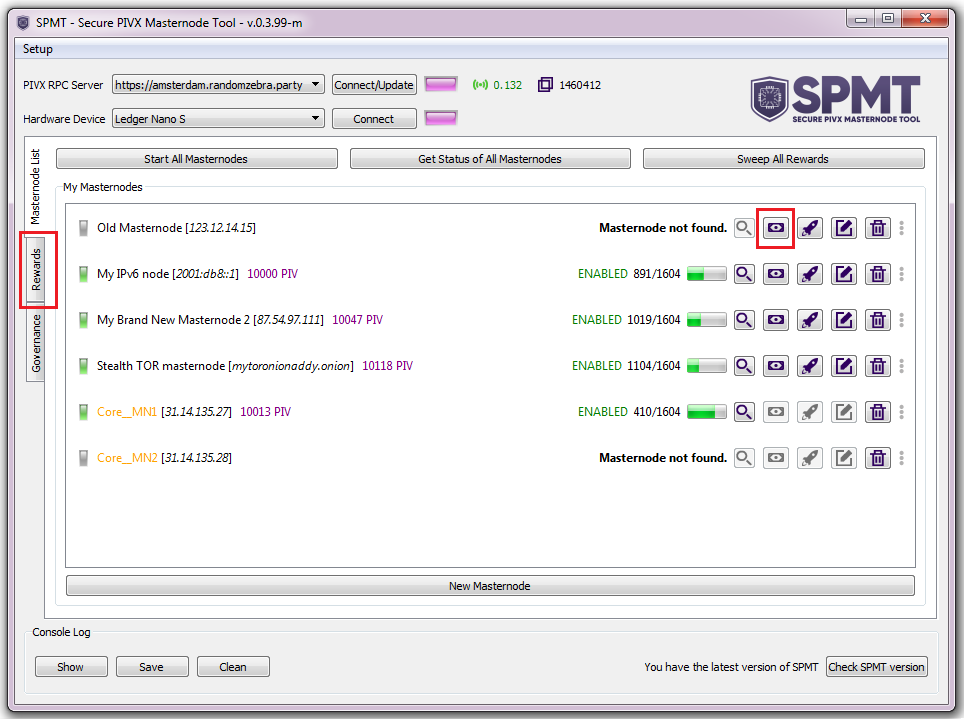 SPMT - Secure PIVX Masternode Tool - v.0.3.99-m
Setup
PIVX RPC Server https://amsterdam.randomzebra.party Connect/Update 0.132 1460412
Hardware Device Ledger Nano S Connect
SPMT
SECURE PIVX MASTERNODE TOOL
Masternode List
Rewards
Governance
Start All Masternodes Get Status of All Masternodes Sweep All Rewards
My Masternodes
Old Masternode [123.12.14.15] Masternode not found.
My IPv6 node [2001:db8::1] 10000 PIV ENABLED 891/1604
My Brand New Masternode 2 [87.54.97.111] 10047 PIV ENABLED 1019/1604
Stealth TOR masternode [mytoronionaddy.onion] 10118 PIV ENABLED 1104/1604
Core__MN1 [31.14.135.27] 10013 PIV ENABLED 410/1604
Core__MN2 [31.14.135.28] Masternode not found.
New Masternode
Console Log
Show Save Clean You have the latest version of SPMT Check SPMT version